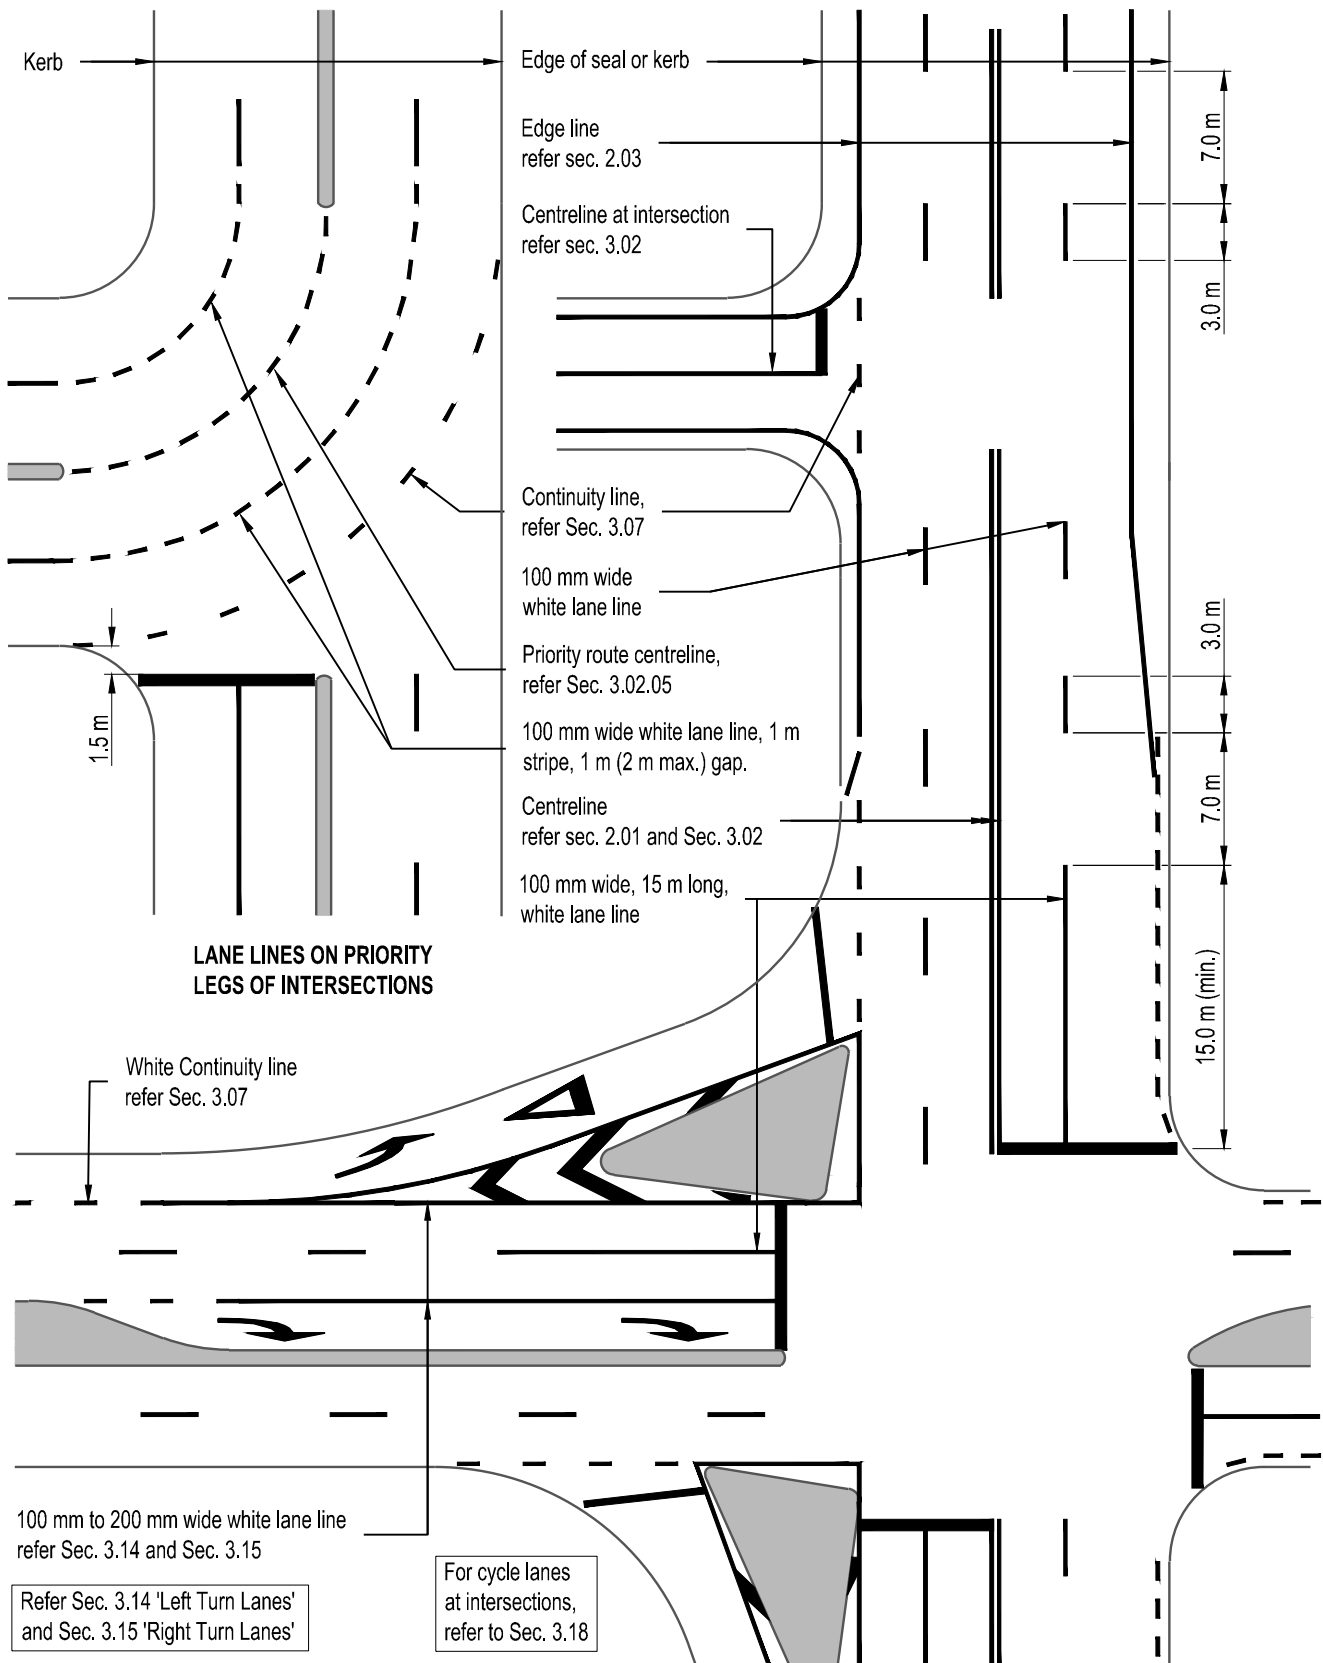 Kerb
Edge of seal or kerb
Edge line
refer sec. 2.03
7.0 m
Centreline at intersection
refer sec. 3.02
3.0 m
Continuity line,
refer Sec. 3.07
100 mm wide
white lane line
3.0 m
Priority route centreline,
refer Sec. 3.02.05
1.5 m
100 mm wide white lane line, 1 m
stripe, 1 m (2 m max.) gap.
7.0 m
Centreline
refer sec. 2.01 and Sec. 3.02
100 mm wide, 15 m long,
white lane line
LANE LINES ON PRIORITY
LEGS OF INTERSECTIONS
15.0 m (min.)
White Continuity line
refer Sec. 3.07
100 mm to 200 mm wide white lane line
refer Sec. 3.14 and Sec. 3.15
Refer Sec. 3.14 'Left Turn Lanes'
and Sec. 3.15 'Right Turn Lanes'
For cycle lanes
at intersections,
refer to Sec. 3.18